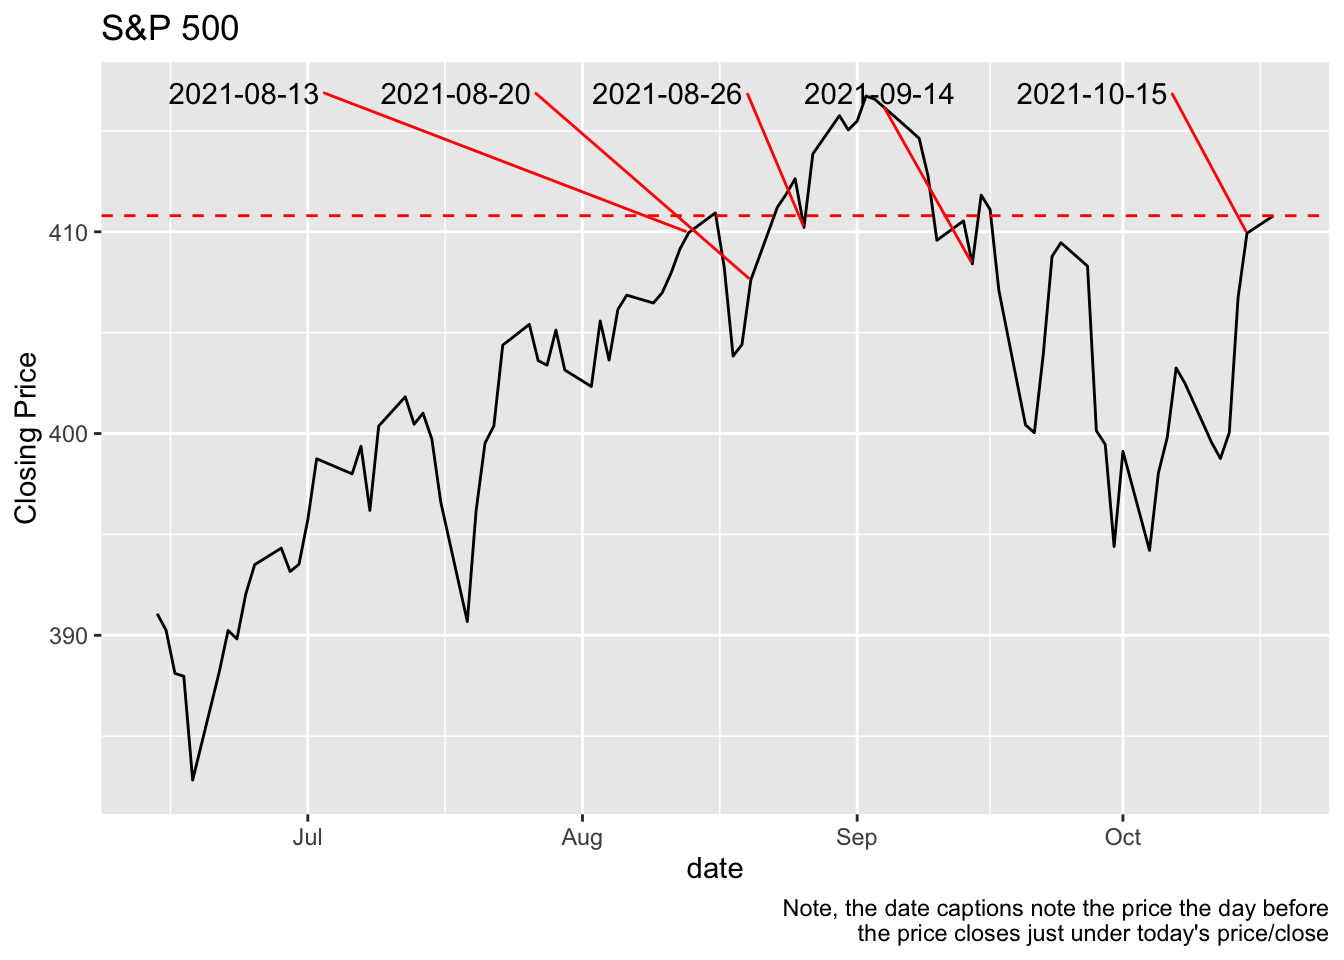 S&P 500
2021-08-13 2021-08-20 2021-08-26 2021-09-14 2021-10-15
410
400
390
Closing Price
Jul Aug Sep Oct
date
Note, the date captions note the price the day before
the price closes just under today's price/close